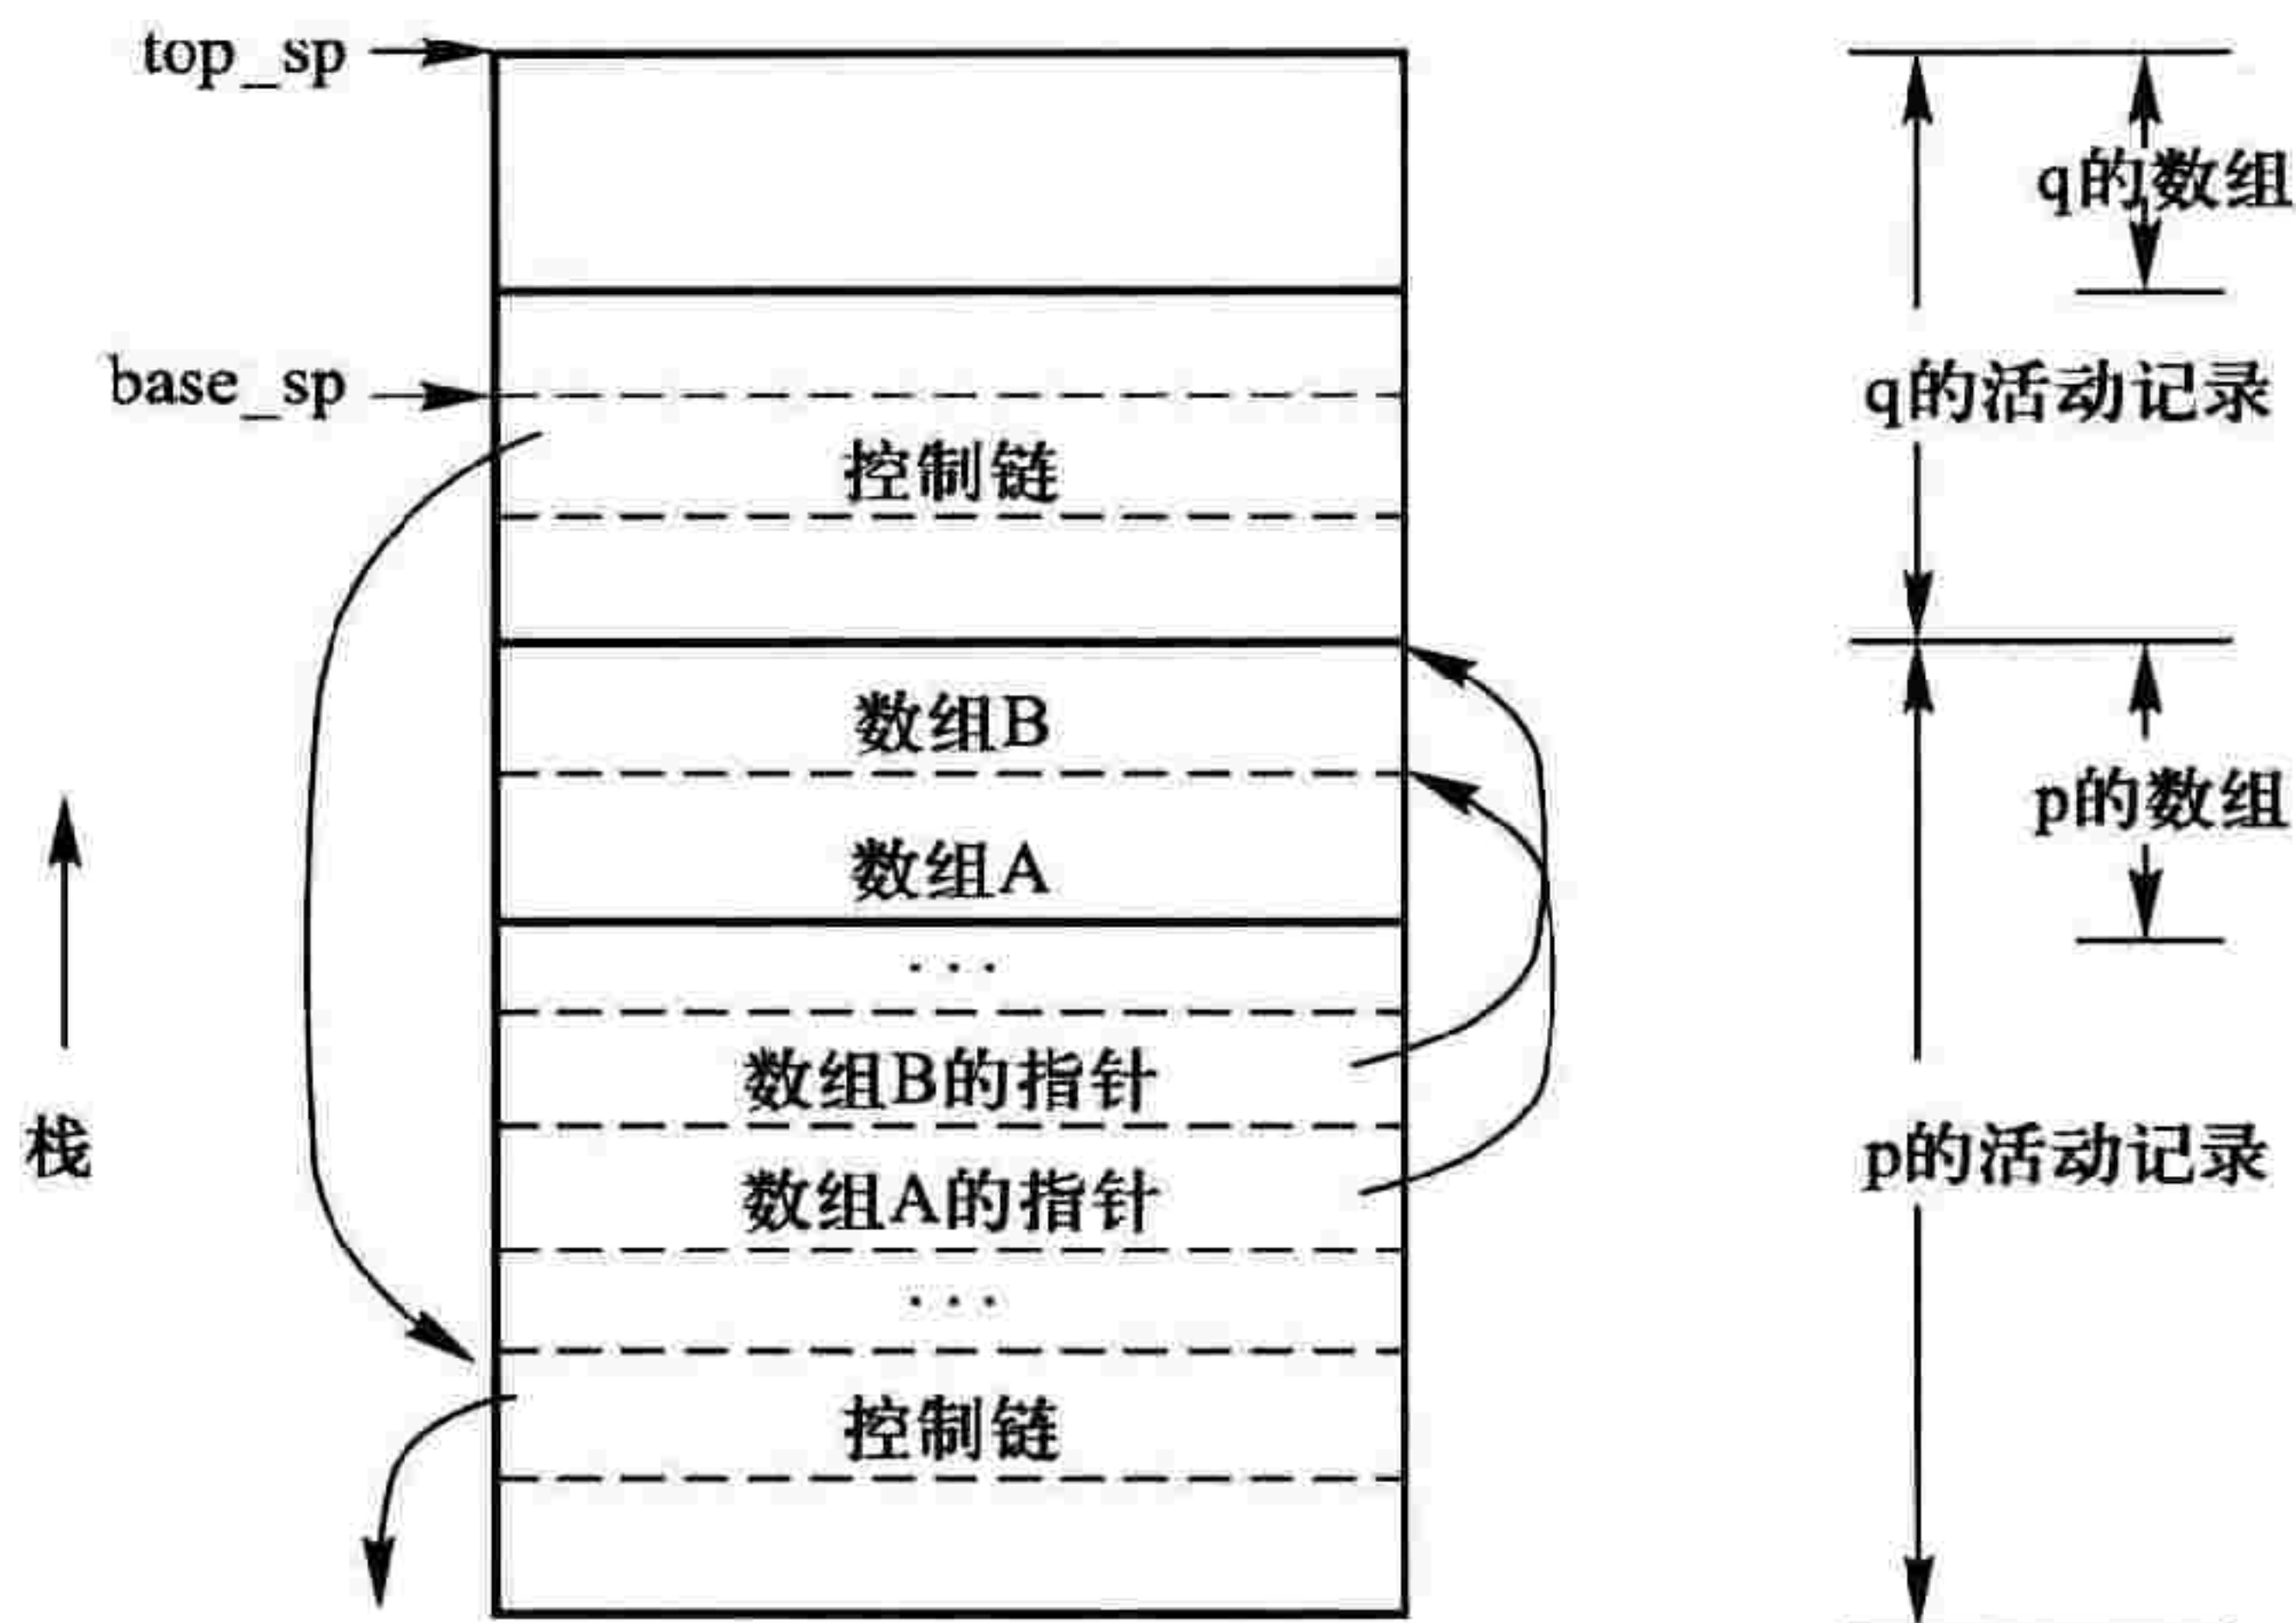 top_sp
q的数组
base_sp
q的活动记录
控制链
数组B
p的数组
数组A
...
数组B的指针
栈
p的活动记录
数组A的指针
...
控制链